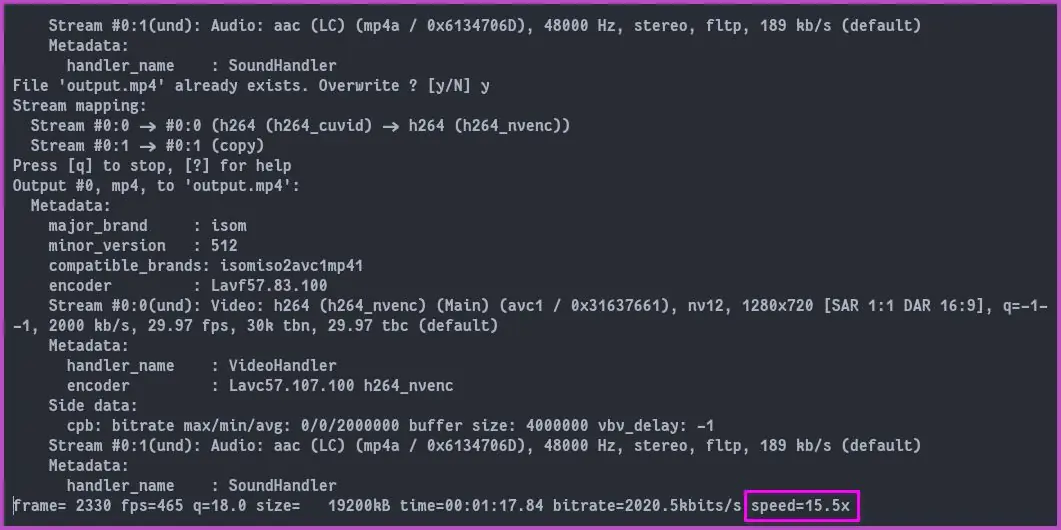 Stream #0:1(und): Audio: aac (LC) (mp4a / 0x6134706D), 48000 Hz, stereo, fltp, 189 kb/s (default)
Metadata:
handler_name : SoundHandler
File 'output.mp4' already exists. Overwrite ? [y/N] y
Stream mapping:
Stream #0:0 -> #0:0 (h264 (h264_cuvid) -> h264 (h264_nvenc))
Stream #0:1 -> #0:1 (copy)
Press [q] to stop, [?] for help
Output #0, mp4, to 'output.mp4':
Metadata:
major_brand : isom
minor_version : 512
compatible_brands: isomiso2avc1mp41
encoder : Lavf57.83.100
Stream #0:0(und): Video: h264 (h264_nvenc) (Main) (avc1 / 0x31637661), nv12, 1280x720 [SAR 1:1 DAR 16:9], q=-1-
-1, 2000 kb/s, 29.97 fps, 30k tbn, 29.97 tbc (default)
Metadata:
handler_name : VideoHandler
encoder : Lavc57.107.100 h264_nvenc
Side data:
cpb: bitrate max/min/avg: 0/0/2000000 buffer size: 4000000 vbv_delay: -1
Stream #0:1(und): Audio: aac (LC) (mp4a / 0x6134706D), 48000 Hz, stereo, fltp, 189 kb/s (default)
Metadata:
handler_name : SoundHandler
frame= 2330 fps=465 q=18.0 size= 19200kB time=00:01:17.84 bitrate=2020.5kbits/s speed=15.5x